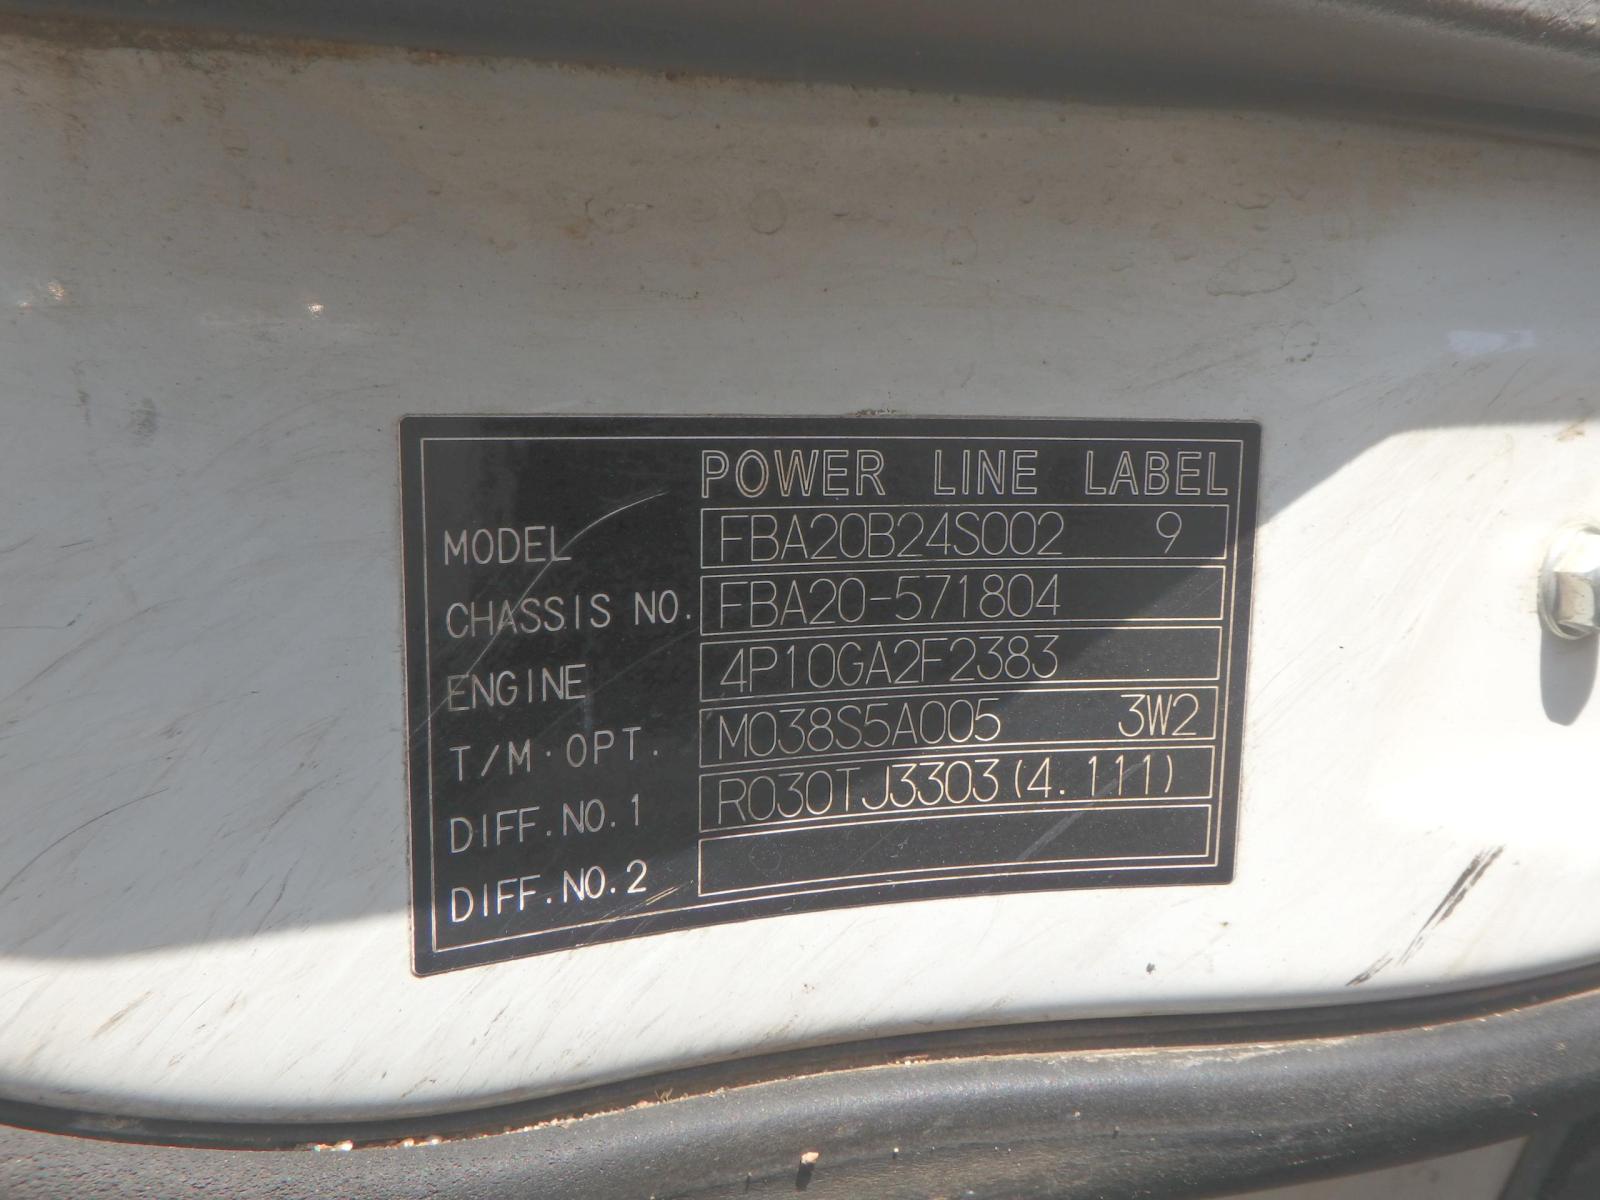 POWER LINE LABEL
MODEL FBA20B24S002 9
CHASSIS NO. FBA20-571804
ENGINE 4P10GA2F2383
T/M·OPT. M038S5A005 3W2
DIFF.NO.1 R030TJ3303(4.111)
DIFF.NO.2